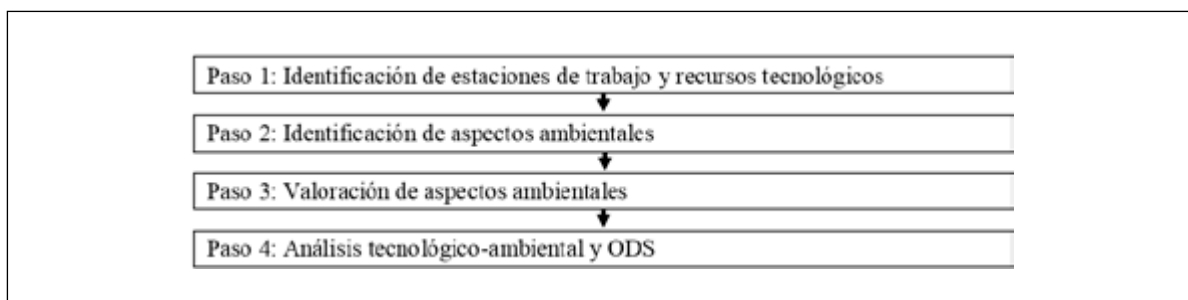 Paso 1: Identificación de estaciones de trabajo y recursos tecnológicos
Paso 2: Identificación de aspectos ambientales
Paso 3: Valoración de aspectos ambientales
Paso 4: Análisis tecnológico-ambiental y ODS